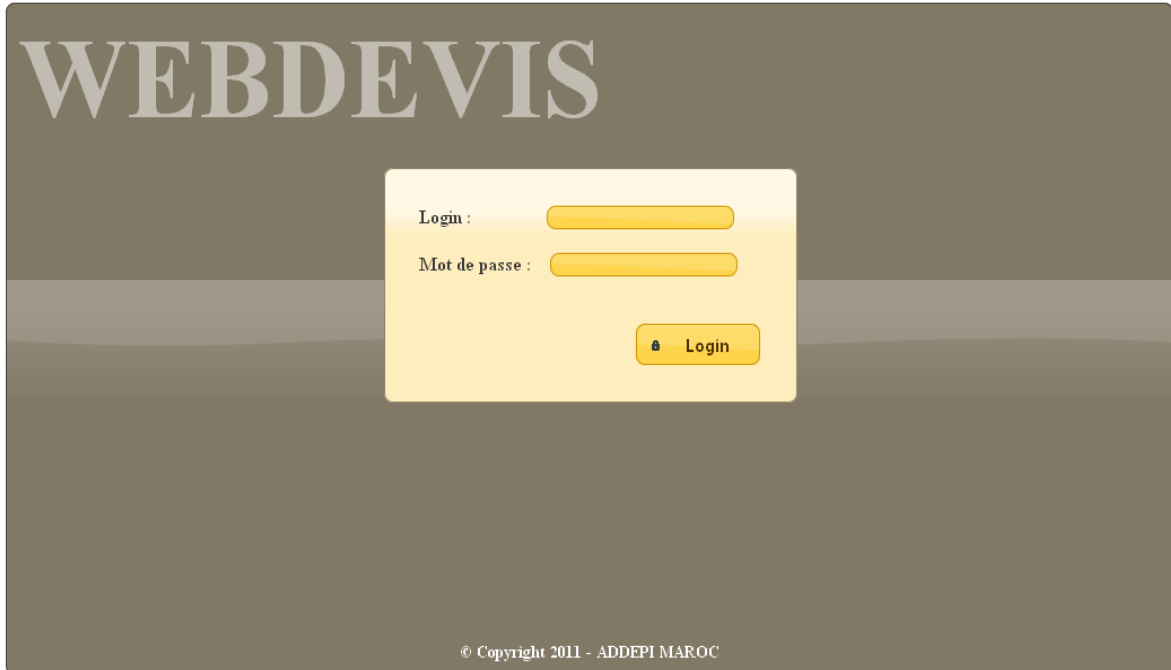 WEBDEVIS
Login :
Mot de passe :
Login
© Copyright 2011 - ADDEPI MAROC